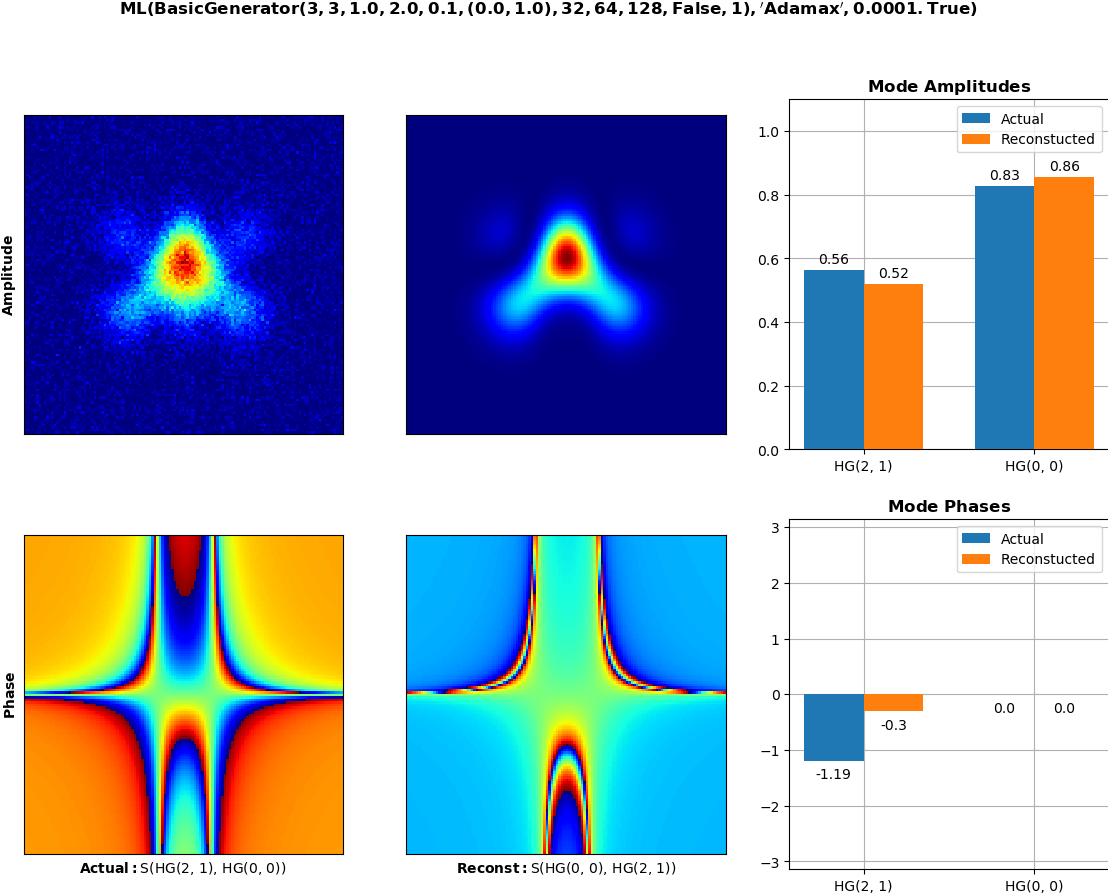 ML(BasicGenerator(3, 3, 1.0, 2.0, 0.1, (0.0, 1.0), 32, 64, 128, False, 1), ′Adamax′, 0.0001. True)
Mode Amplitudes
Amplitude
Actual
Reconstucted
1.0
0.8
0.6
0.4
0.2
0.0
0.56
0.52
0.83
0.86
HG(2, 1)
HG(0, 0)
Mode Phases
Phase
Actual
Reconstucted
3
2
1
0
−1
−2
−3
-1.19
-0.3
0.0
0.0
HG(2, 1)
HG(0, 0)
Actual: S(HG(2, 1), HG(0, 0))
Reconst: S(HG(0, 0), HG(2, 1))